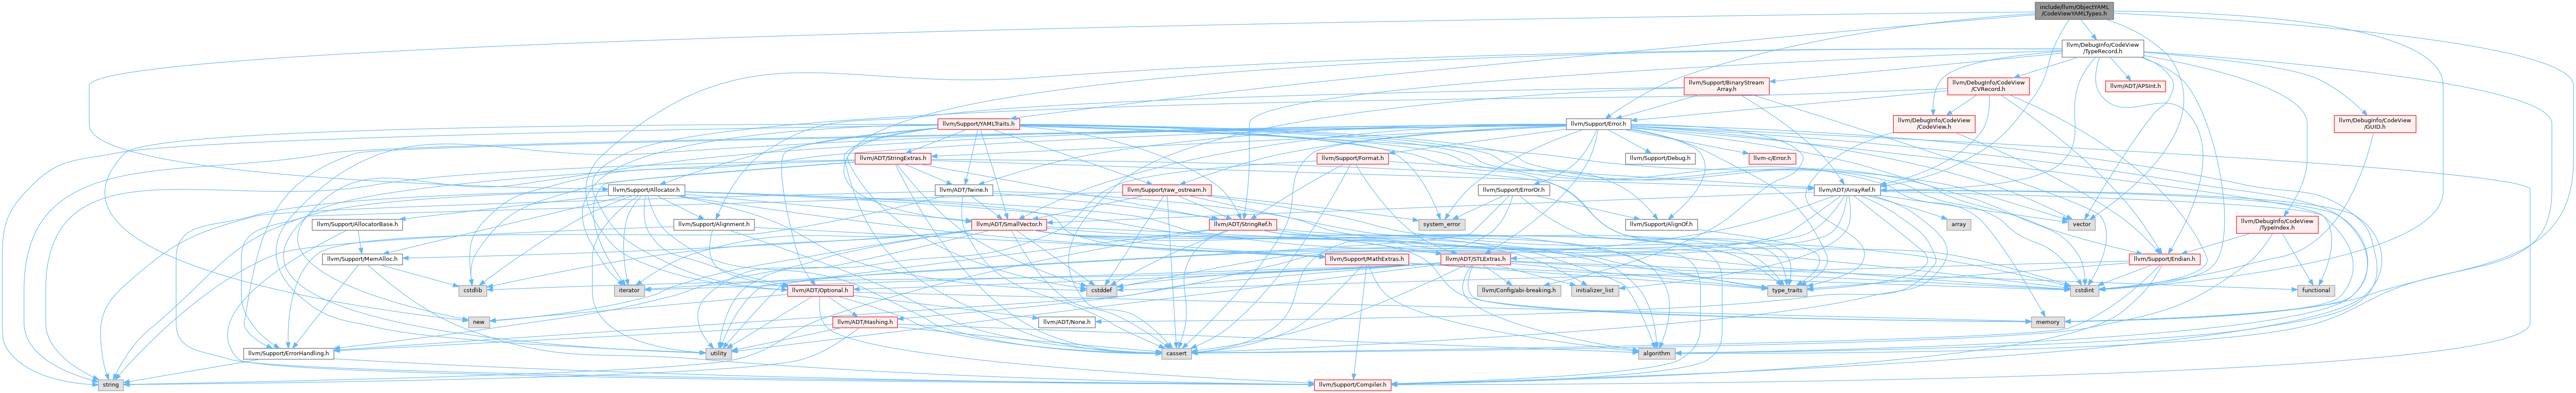 include/llvm/ObjectYAML
/CodeViewYAMLTypes.h
llvm/DebugInfo/CodeView
/TypeRecord.h
llvm/Support/BinaryStream
Array.h
llvm/DebugInfo/CodeView
/CVRecord.h
llvm/ADT/APSInt.h
llvm/Support/YAMLTraits.h
llvm/Support/Error.h
llvm/DebugInfo/CodeView
/CodeView.h
llvm/DebugInfo/CodeView
/GUID.h
llvm/ADT/StringExtras.h
llvm/Support/Format.h
llvm/Support/Debug.h
llvm-c/Error.h
llvm/Support/Allocator.h
llvm/ADT/Twine.h
llvm/Support/raw_ostream.h
llvm/Support/ErrorOr.h
llvm/ADT/ArrayRef.h
llvm/Support/AllocatorBase.h
llvm/Support/Alignment.h
llvm/ADT/SmallVector.h
llvm/ADT/StringRef.h
system_error
llvm/Support/AlignOf.h
array
vector
llvm/DebugInfo/CodeView
/TypeIndex.h
llvm/Support/MemAlloc.h
llvm/Support/MathExtras.h
llvm/ADT/STLExtras.h
llvm/Support/Endian.h
cstdlib
iterator
llvm/ADT/Optional.h
cstddef
llvm/Config/abi-breaking.h
initializer_list
type_traits
cstdint
functional
new
llvm/ADT/Hashing.h
llvm/ADT/None.h
memory
llvm/Support/ErrorHandling.h
utility
cassert
algorithm
string
llvm/Support/Compiler.h